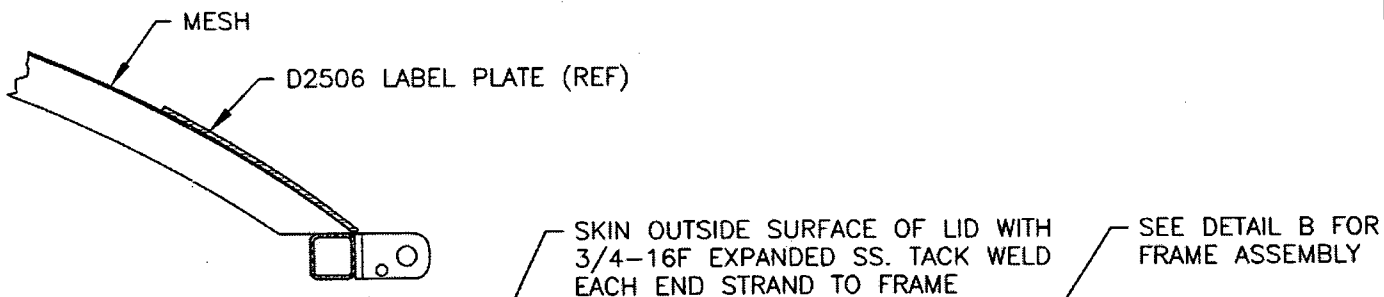 MESH
D2506 LABEL PLATE (REF)
SKIN OUTSIDE SURFACE OF LID WITH
3/4-16F EXPANDED SS. TACK WELD
EACH END STRAND TO FRAME
SEE DETAIL B FOR
FRAME ASSEMBLY